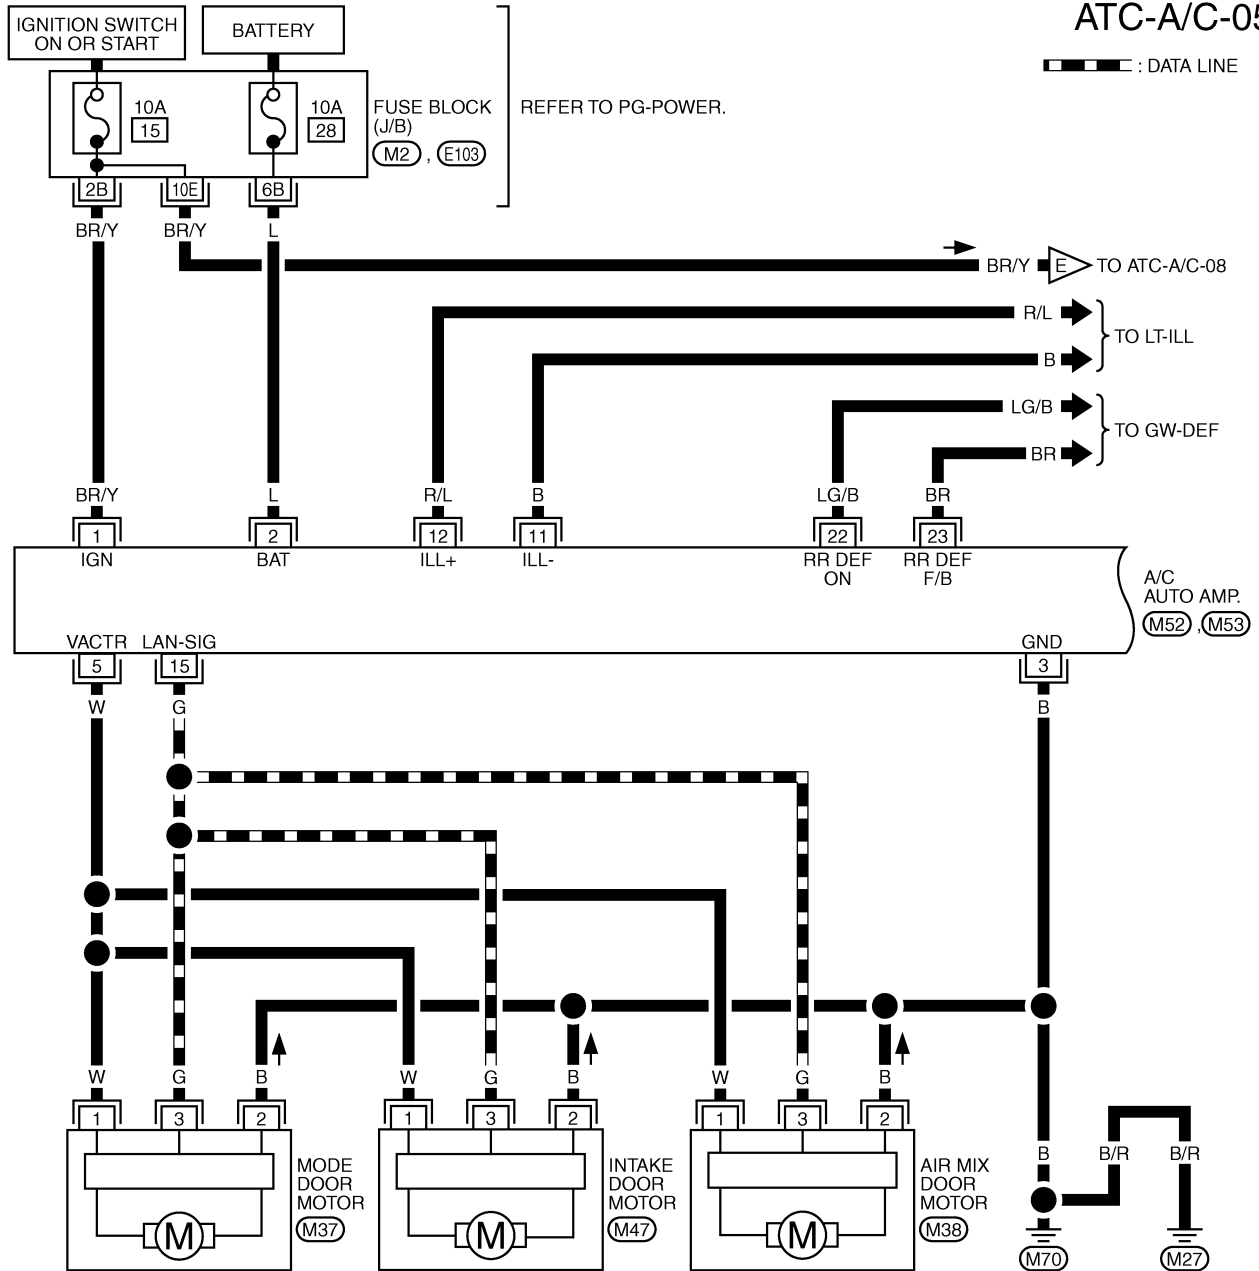 ATC-A/C-05
: DATA LINE
IGNITION SWITCH
ON OR START
BATTERY
10A
15
10A
28
FUSE BLOCK
(J/B)
M2 , E103
REFER TO PG-POWER.
2B 10E 6B
BR/Y BR/Y L
BR/Y E TO ATC-A/C-08
R/L
TO LT-ILL
B
LG/B
TO GW-DEF
BR
BR/Y L R/L B LG/B BR
1 2 12 11 22 23
IGN BAT ILL+ ILL- RR DEF ON RR DEF F/B
A/C
AUTO AMP.
M52 , M53
VACTR LAN-SIG GND
5 15 3
W G B
W G B W G B W G B
1 3 2 1 3 2 1 3 2
B B/R B/R
MODE
DOOR
MOTOR
M37
M
INTAKE
DOOR
MOTOR
M47
M
AIR MIX
DOOR
MOTOR
M38
M
M70 M27